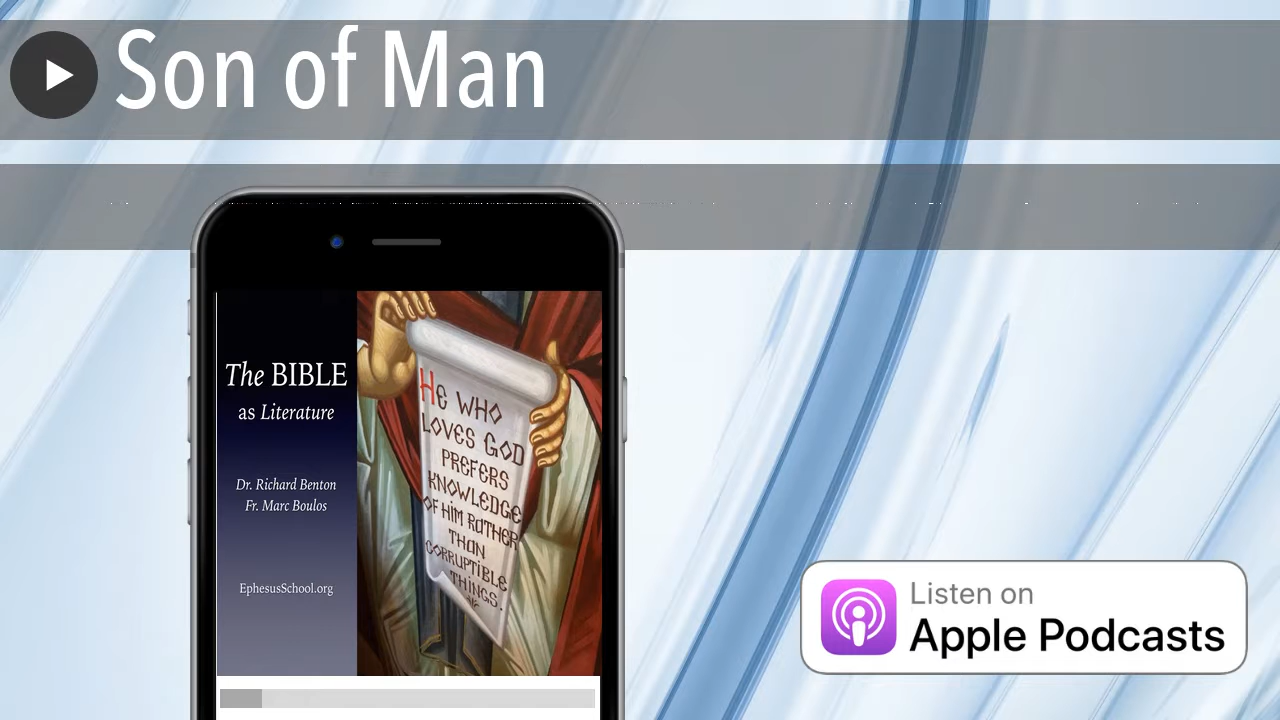 Son of Man
The BIBLE
as Literature
Dr. Richard Benton
Fr. Marc Boulos
EphesusSchool.org
HE WHO
LOVES GOD
PREFERS
KNOWLEDGE
OF HIM RATHER
THAN
CORRUPTIBLE
THINGS.
Listen on
Apple Podcasts